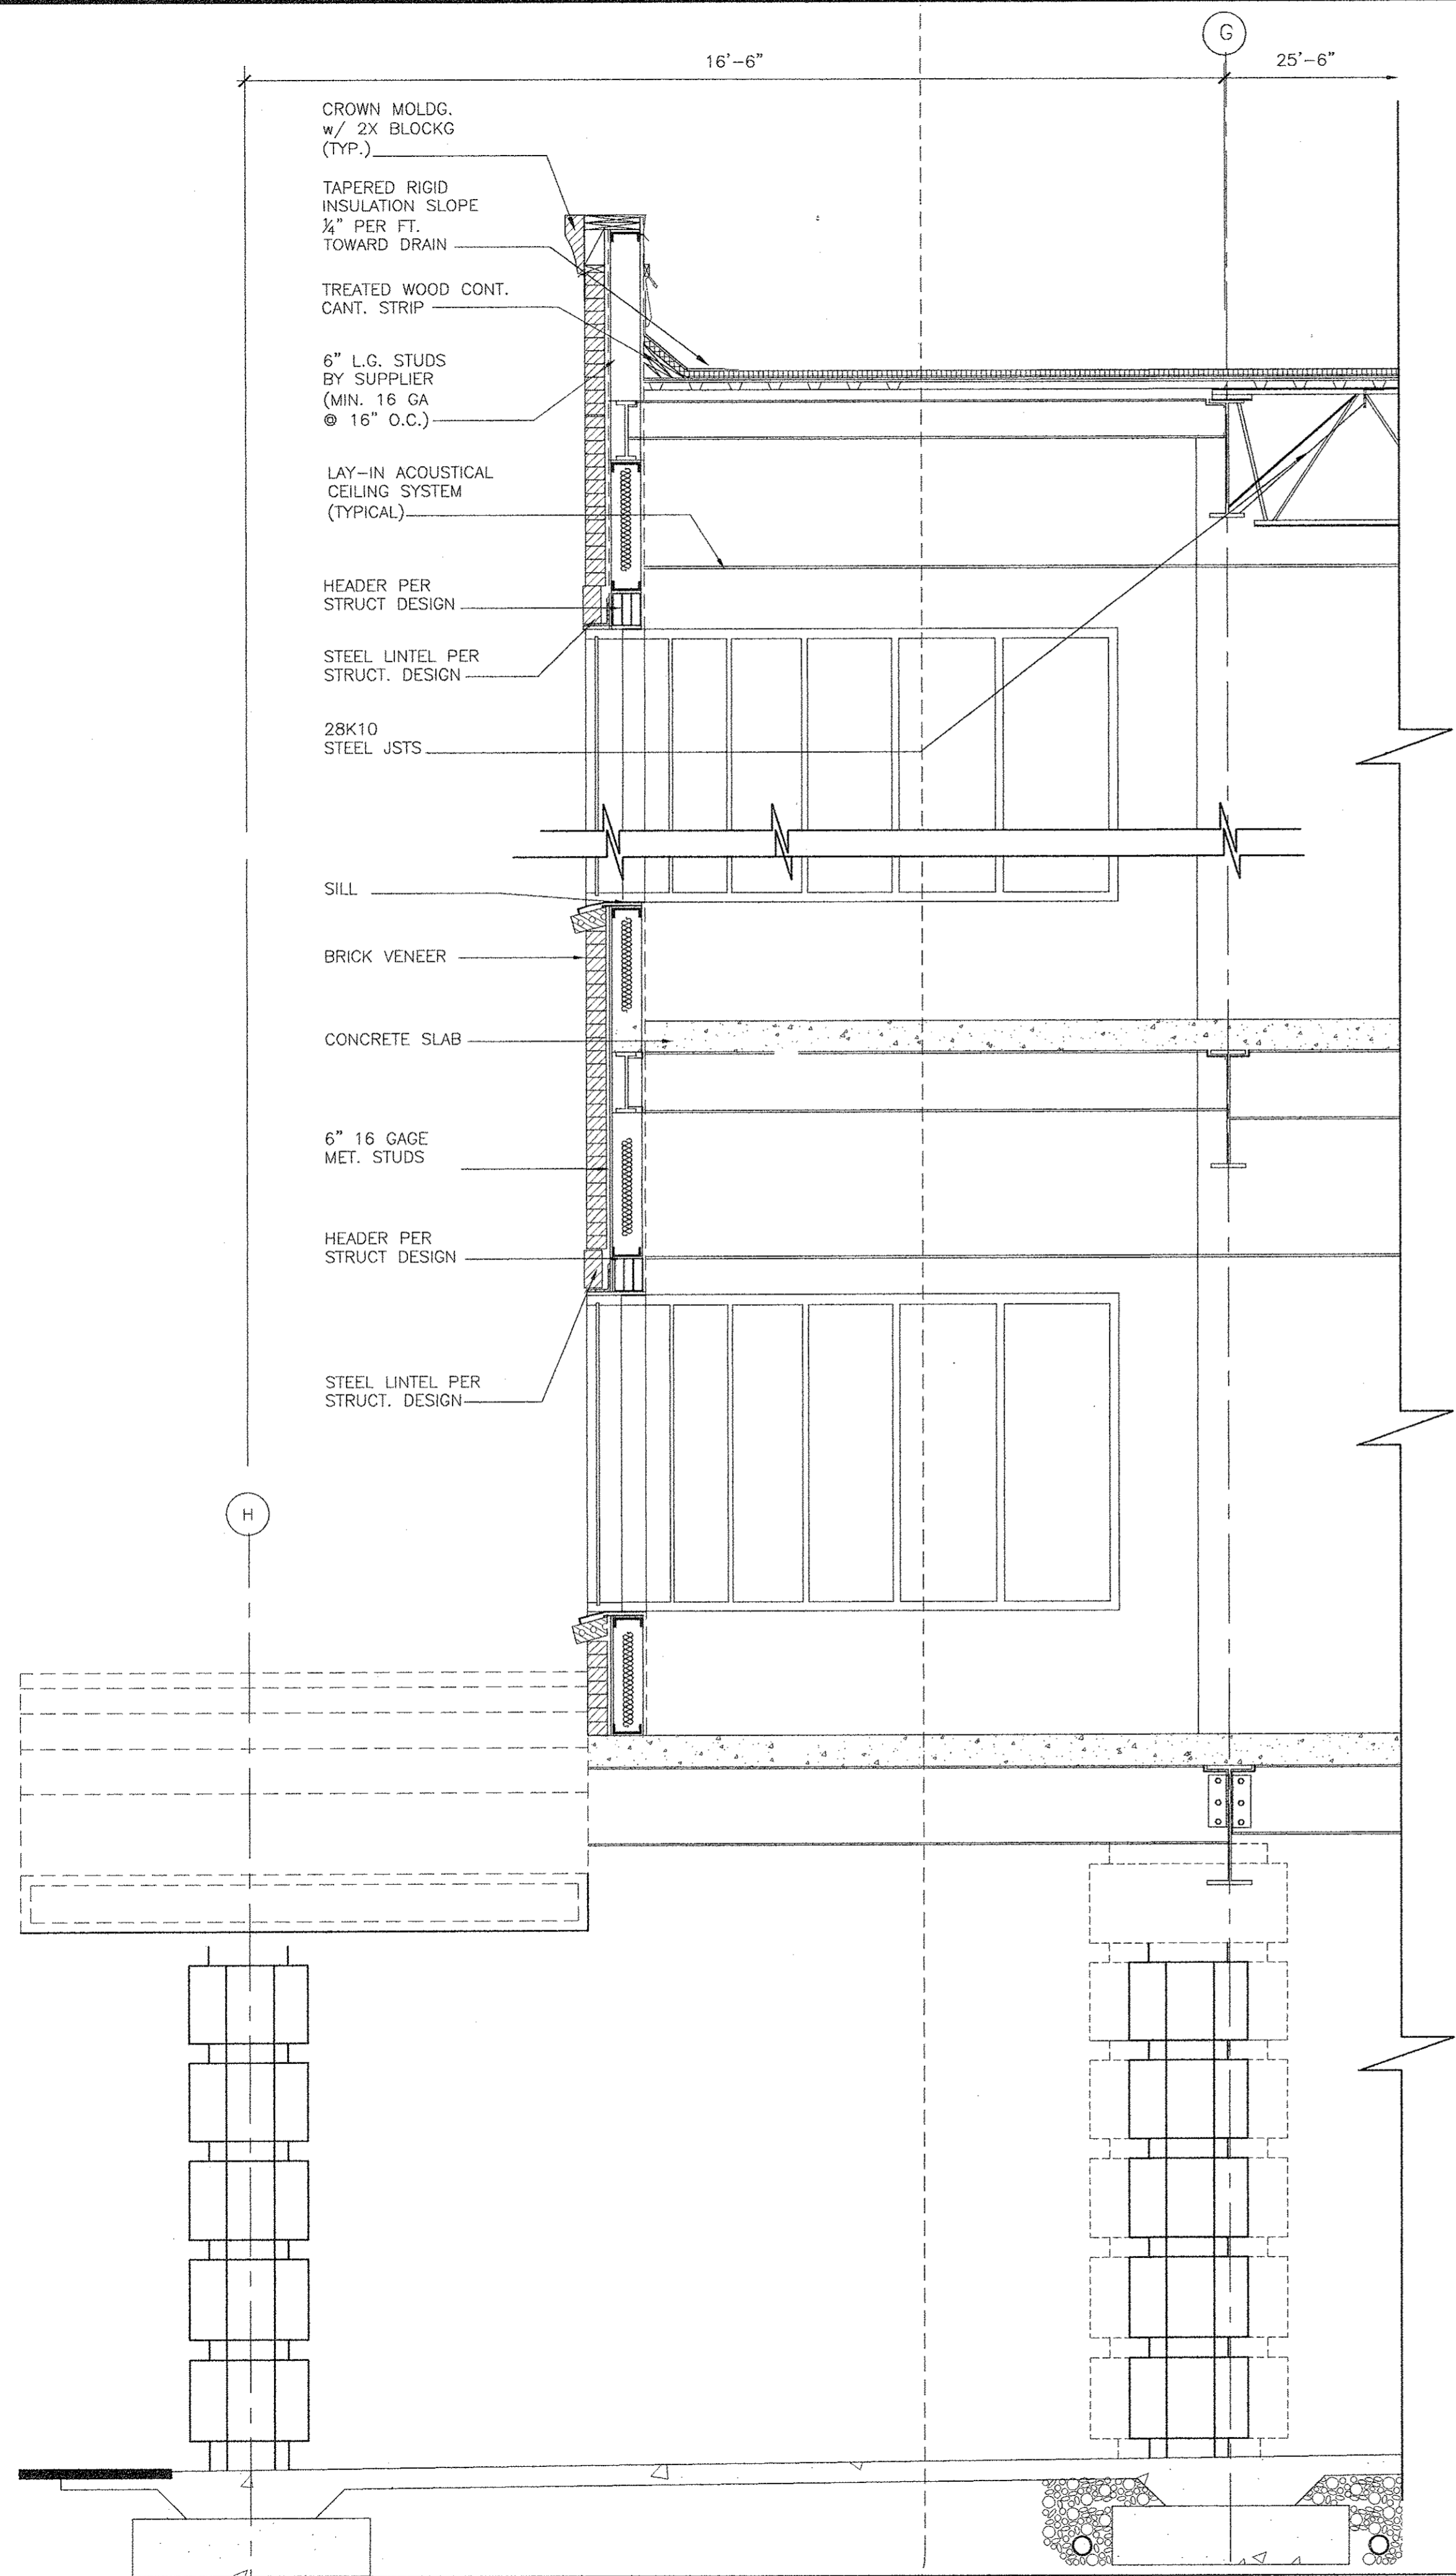 G
16'-6"
25'-6"
CROWN MOLDG.
w/ 2X BLOCKG
(TYP.)
TAPERED RIGID
INSULATION SLOPE
¼" PER FT.
TOWARD DRAIN
TREATED WOOD CONT.
CANT. STRIP
6" L.G. STUDS
BY SUPPLIER
(MIN. 16 GA
@ 16" O.C.)
LAY-IN ACOUSTICAL
CEILING SYSTEM
(TYPICAL)
HEADER PER
STRUCT DESIGN
STEEL LINTEL PER
STRUCT. DESIGN
28K10
STEEL JSTS
SILL
BRICK VENEER
CONCRETE SLAB
6" 16 GAGE
MET. STUDS
HEADER PER
STRUCT DESIGN
STEEL LINTEL PER
STRUCT. DESIGN
H